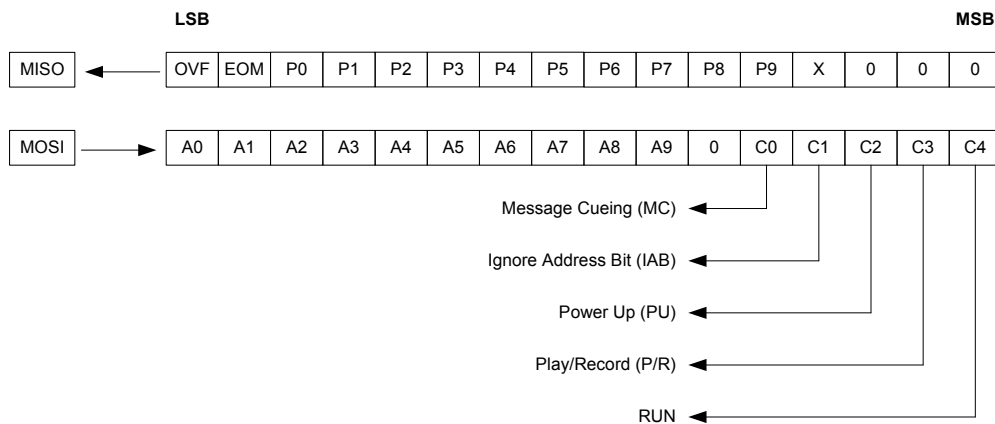 LSB MSB
MISO OVF EOM P0 P1 P2 P3 P4 P5 P6 P7 P8 P9 X 0 0 0
MOSI A0 A1 A2 A3 A4 A5 A6 A7 A8 A9 0 C0 C1 C2 C3 C4
Message Cueing (MC)
Ignore Address Bit (IAB)
Power Up (PU)
Play/Record (P/R)
RUN